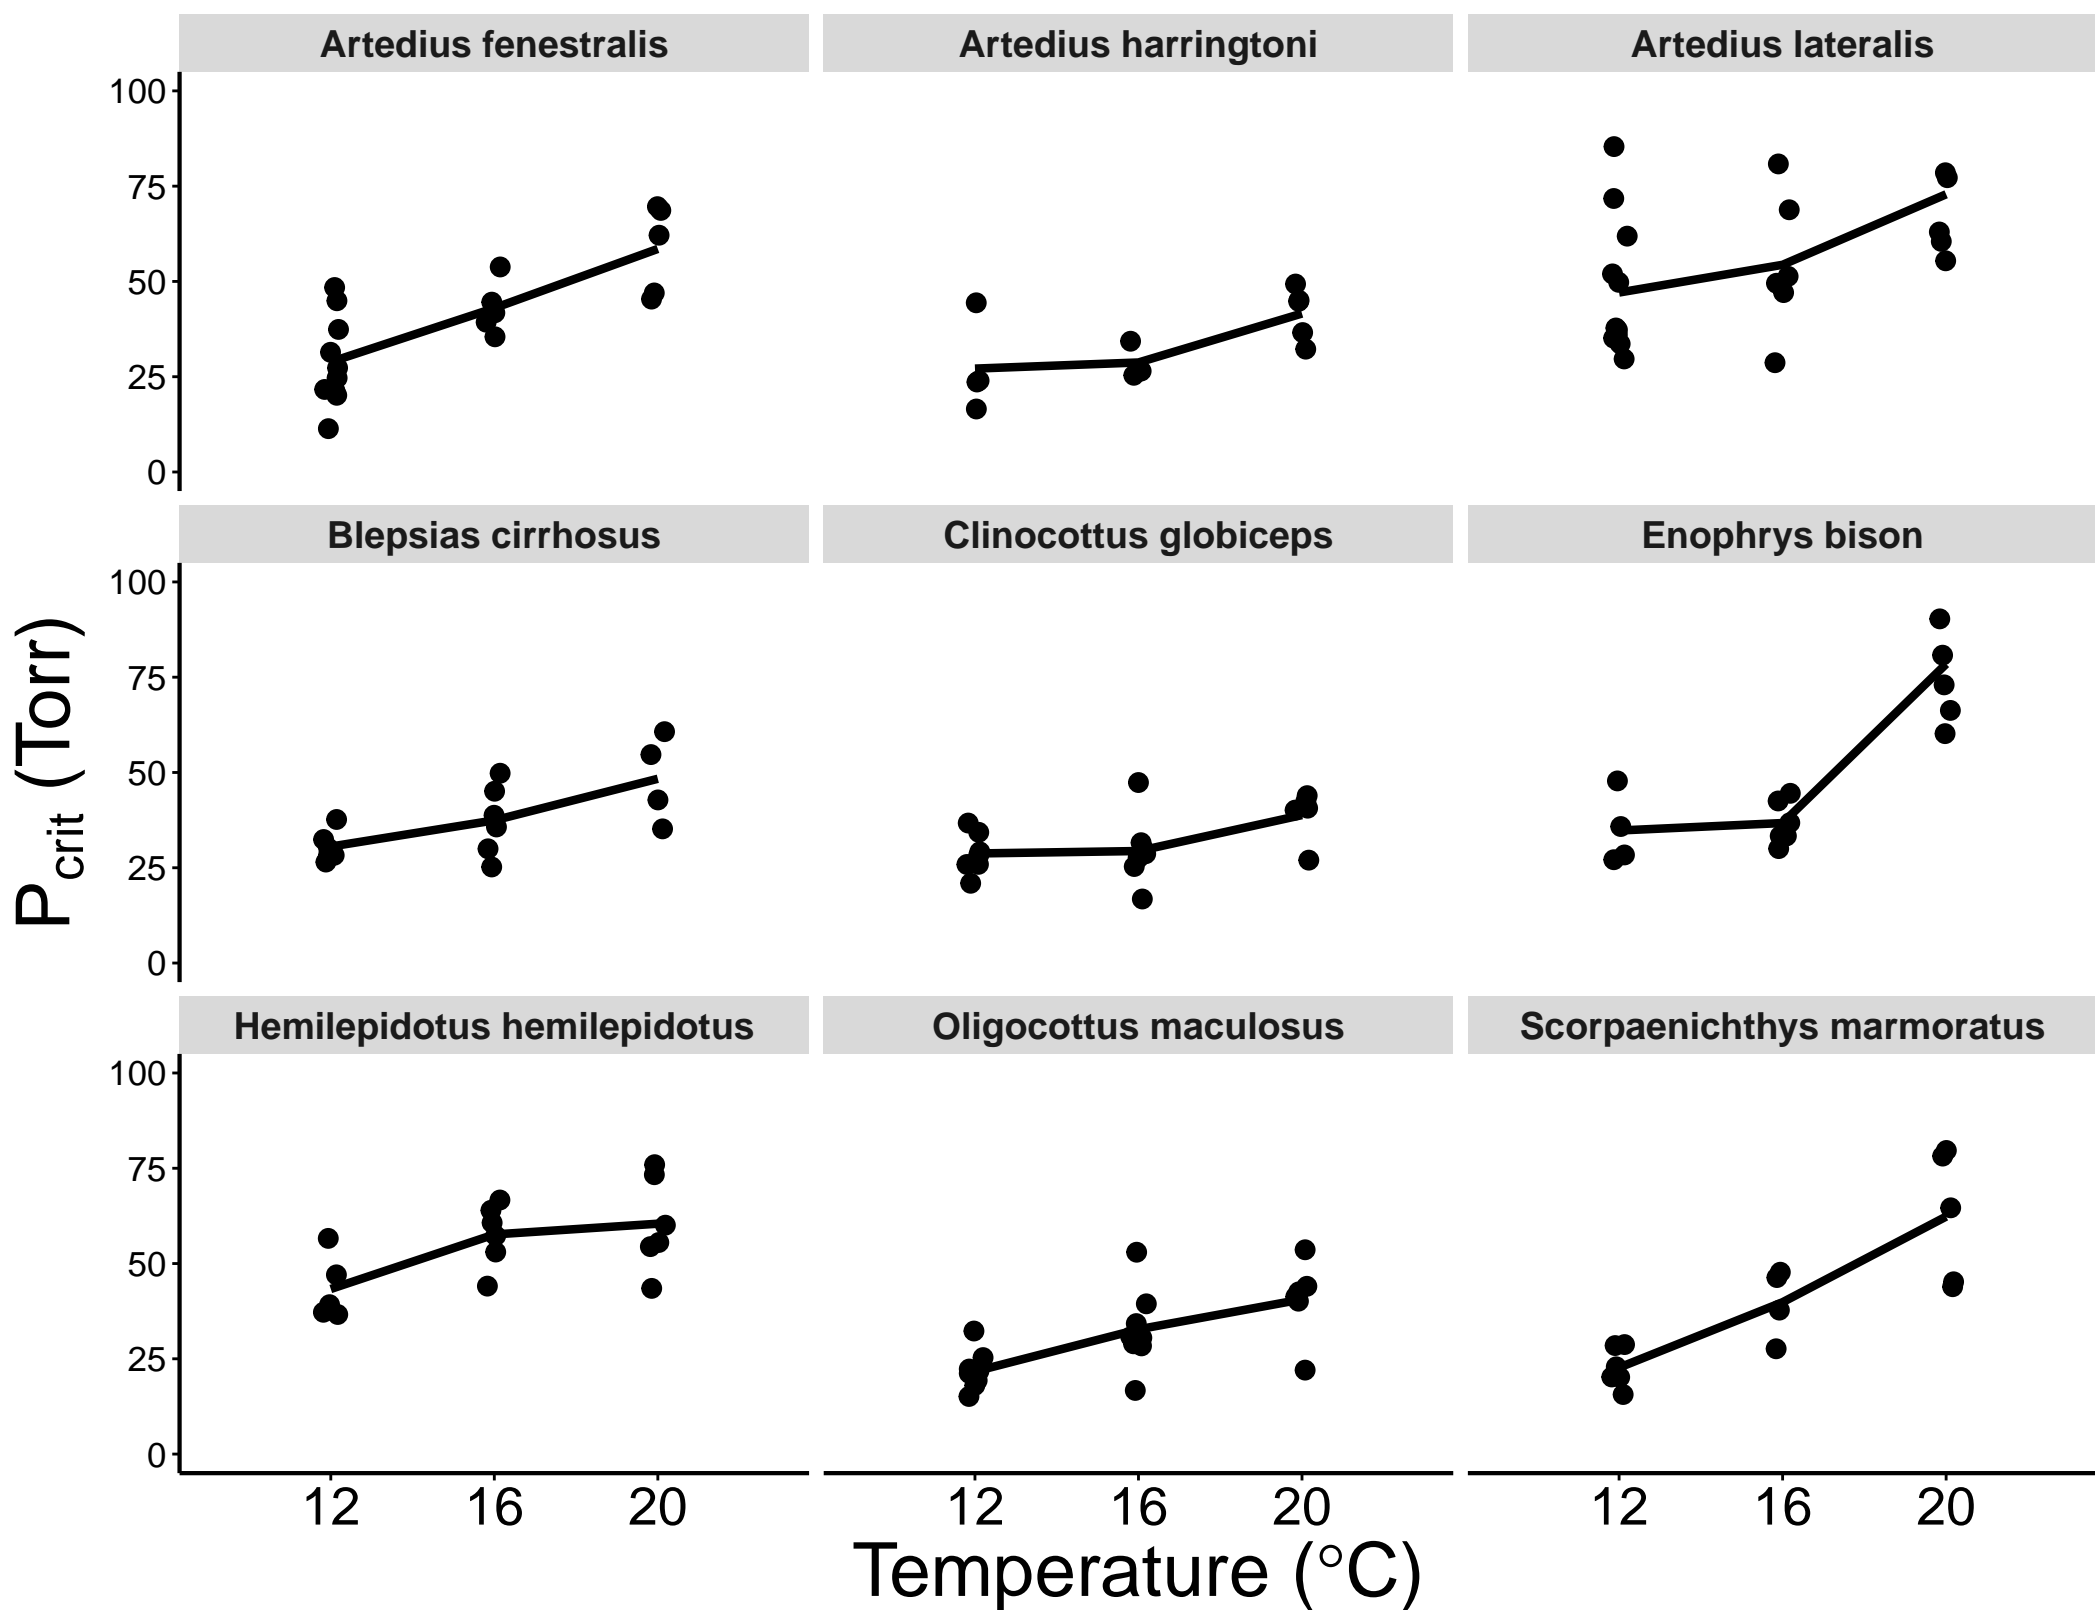 Artedius fenestralis Artedius harringtoni Artedius lateralis
100
75
50
25
0
Blepsias cirrhosus Clinocottus globiceps Enophrys bison
100
75
50
25
0
Hemilepidotus hemilepidotus Oligocottus maculosus Scorpaenichthys marmoratus
100
75
50
25
0
12 16 20 12 16 20 12 16 20
Temperature (°C)
Pcrit (Torr)